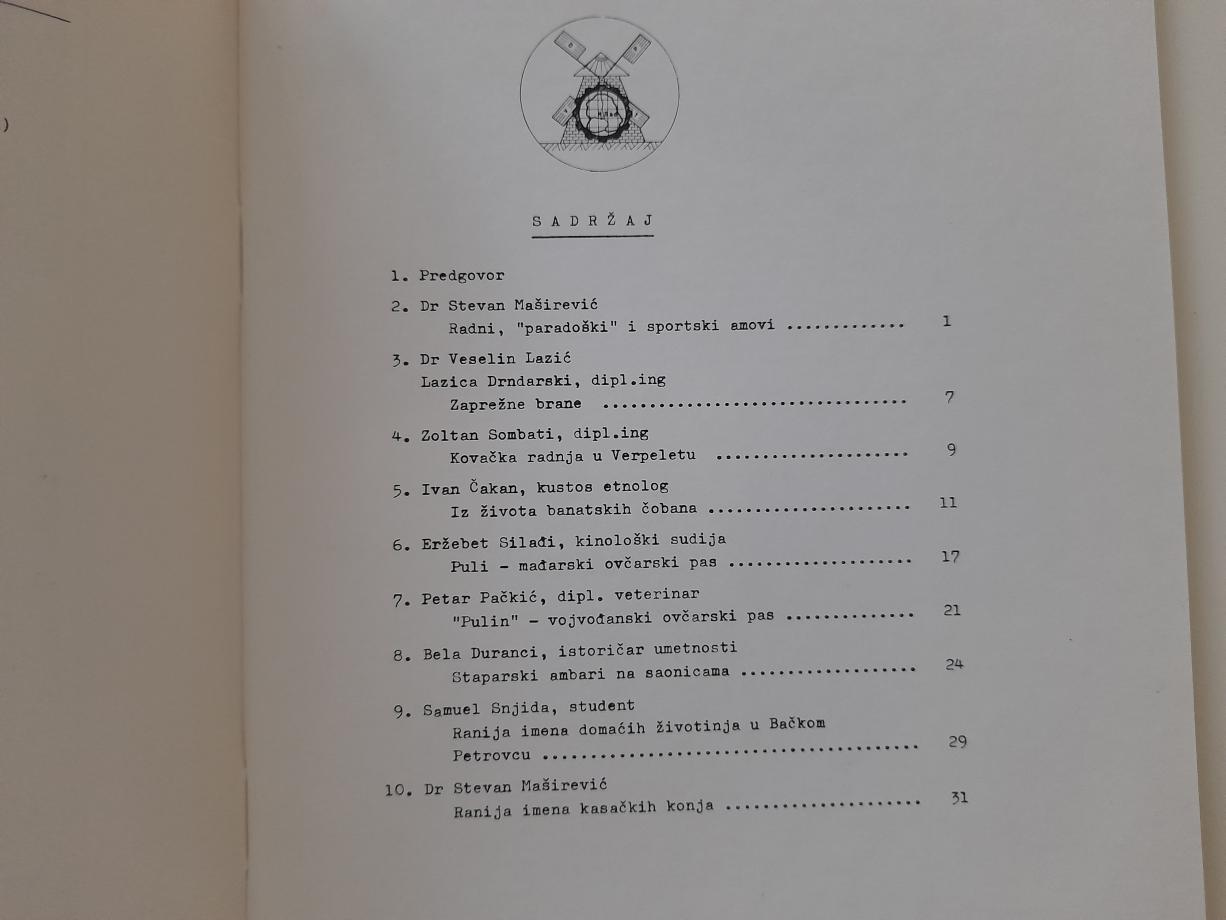 )
S A D R Ž A J
1. Predgovor
2. Dr Stevan Maširević
Radni, "paradoški" i sportski amovi ............. 1
3. Dr Veselin Lazić
Lazica Drndarski, dipl.ing
Zaprežne brane ................................. 7
4. Zoltan Sombati, dipl.ing
Kovačka radnja u Verpeletu ..................... 9
5. Ivan Čakan, kustos etnolog
Iz života banatskih čobana ...................... 11
6. Eržebet Silađi, kinološki sudija
Puli - mađarski ovčarski pas .................... 17
7. Petar Pačkić, dipl. veterinar
"Pulin" - vojvođanski ovčarski pas .............. 21
8. Bela Duranci, istoričar umetnosti
Staparski ambari na saonicama ................... 24
9. Samuel Snjida, student
Ranija imena domaćih životinja u Bačkom
Petrovcu ......................................... 29
10. Dr Stevan Maširević
Ranija imena kasačkih konja ...................... 31